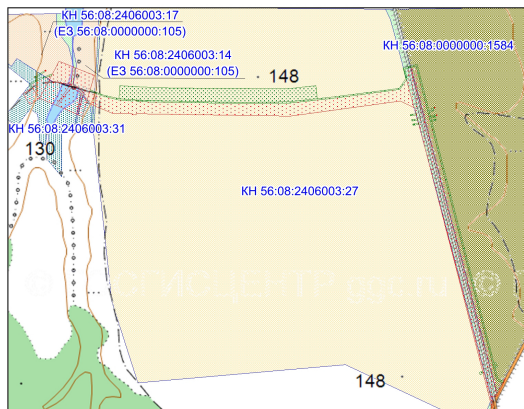 КН 56:08:2406003:17
(ЕЗ 56:08:0000000:105)
КН 56:08:2406003:14
(ЕЗ 56:08:0000000:105)
КН 56:08:0000000:1584
148
КН 56:08:2406003:31
130
КН 56:08:2406003:27
© РОСГИСЦЕНТР ggc.ru ©
148